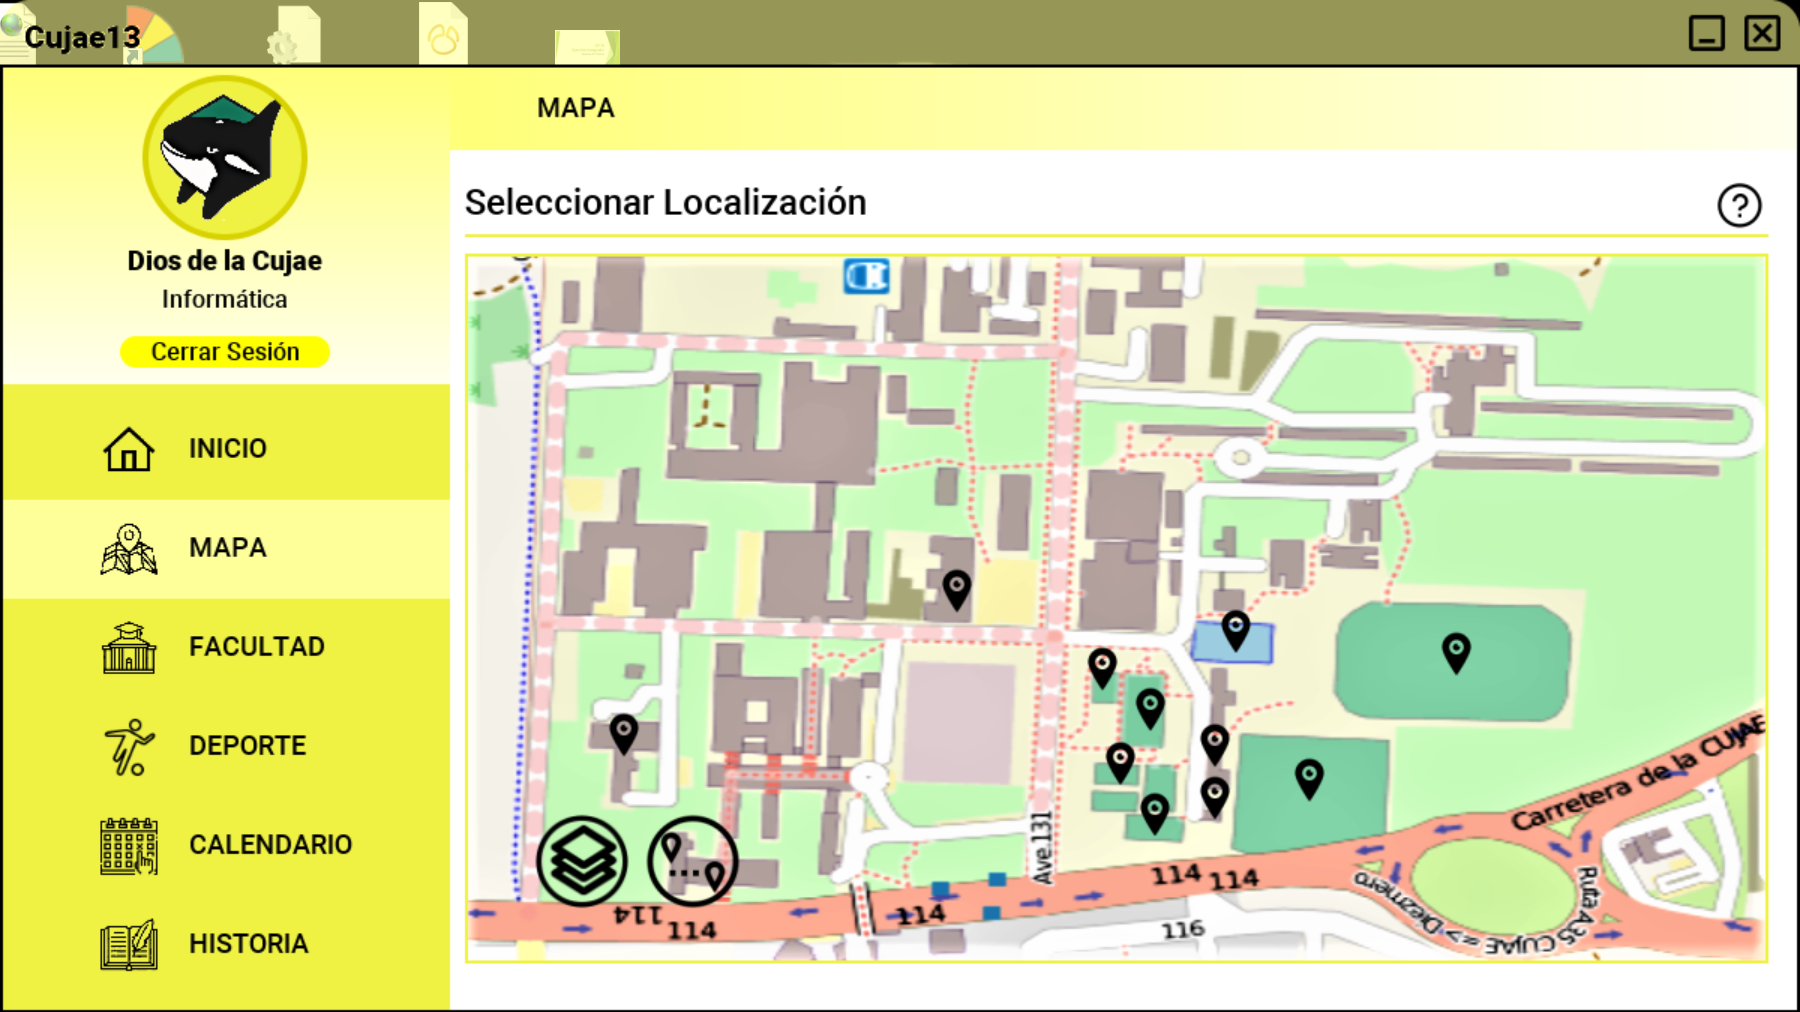 Cujae13
Dios de la Cujae
Informática
Cerrar Sesión
INICIO
MAPA
FACULTAD
DEPORTE
CALENDARIO
HISTORIA
MAPA
Seleccionar Localización
?
Ave.131
114
114
114
114
114
116
Carretera de la CUJAE
Diezmero => CUJAE
Ruta A35